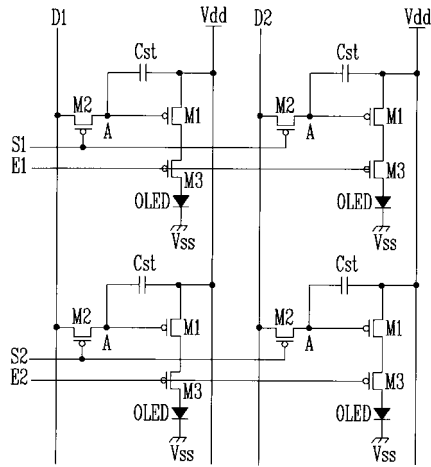 D1 Vdd D2 Vdd
Cst Cst
M2 M1 M2 M1
S1 A A
E1
M3 M3
OLED OLED
Vss Vss
Cst Cst
M2 M1 M2 M1
S2 A A
E2
M3 M3
OLED OLED
Vss Vss